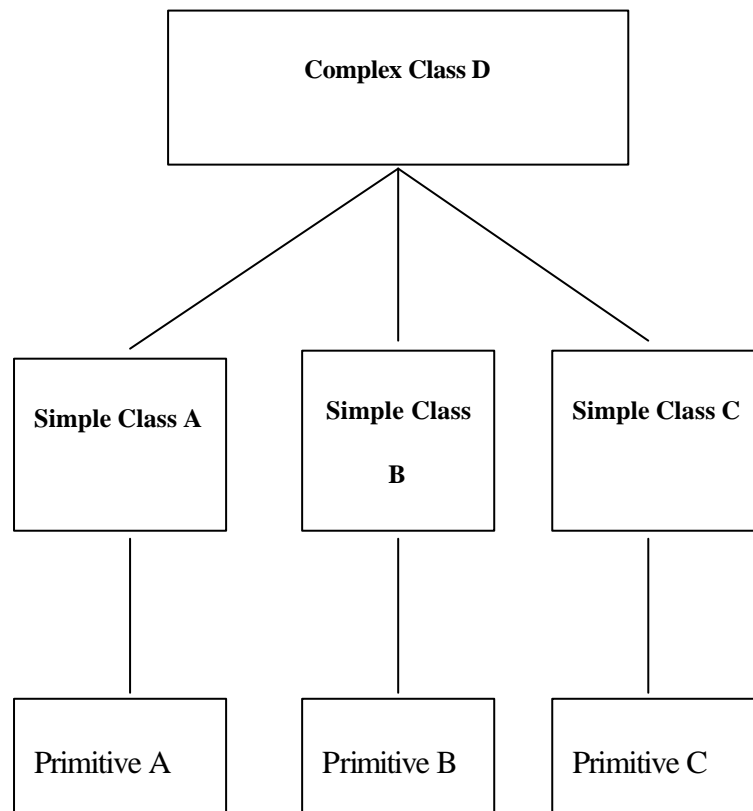 Complex Class D
Simple Class A
Simple Class
B
Simple Class C
Primitive A
Primitive B
Primitive C